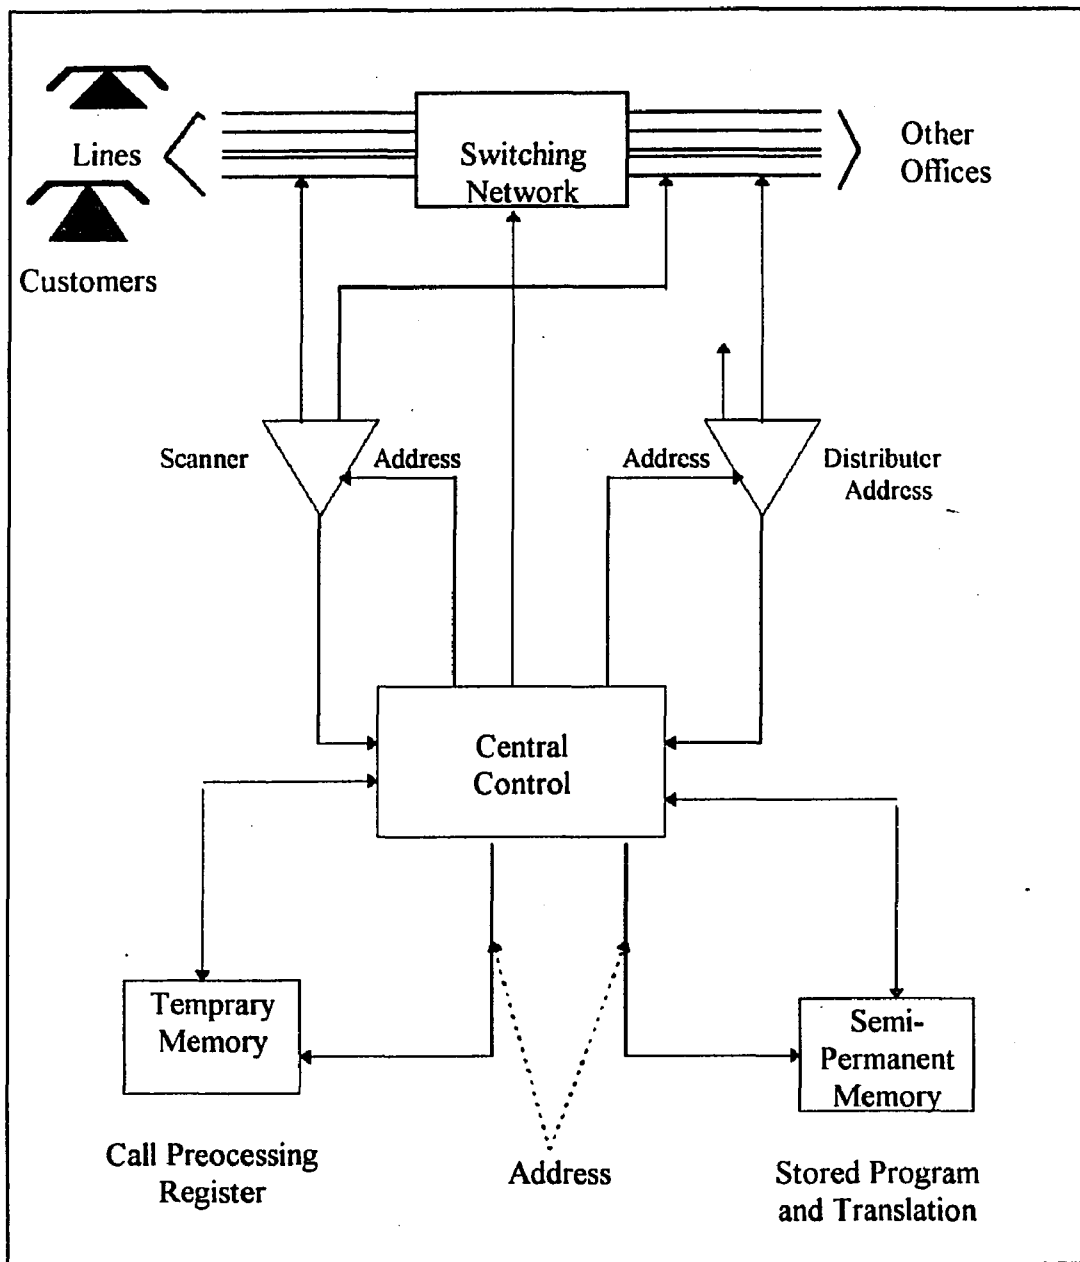 Lines
Customers
Switching
Network
Other
Offices
Scanner
Address
Address
Distributer
Address
Central
Control
Temprary
Memory
Semi-
Permanent
Memory
Call Preocessing
Register
Address
Stored Program
and Translation